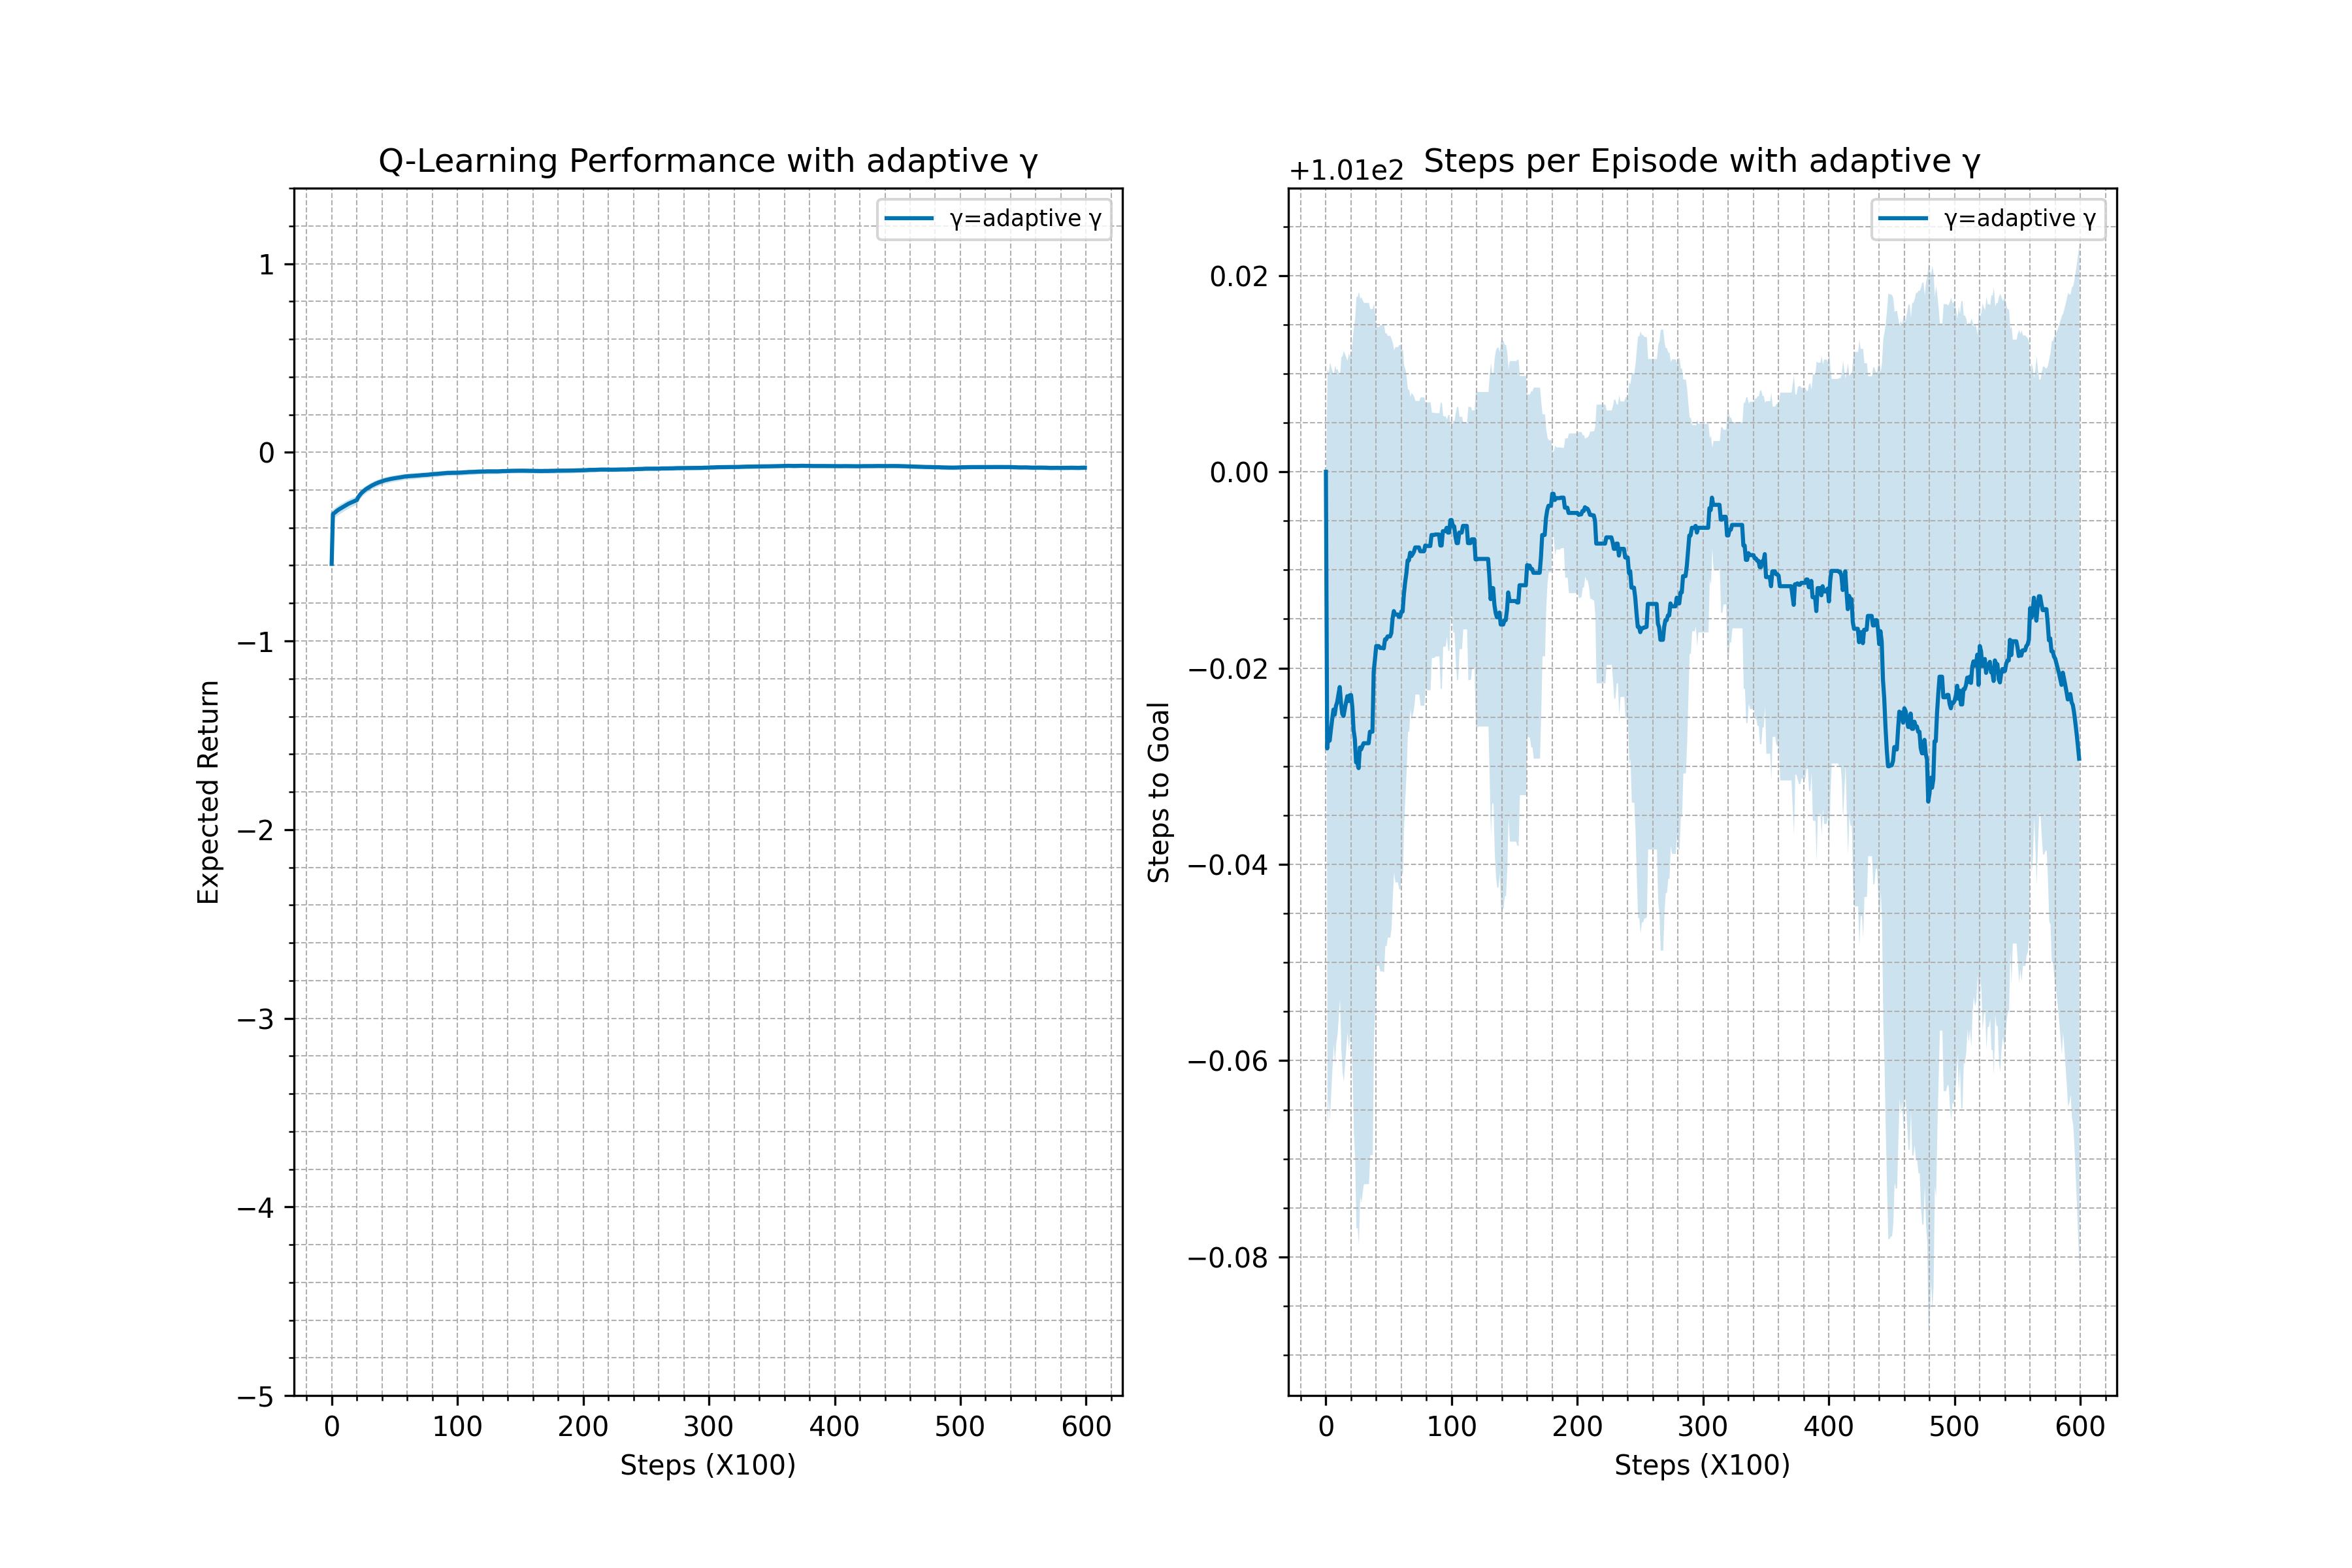 Q-Learning Performance with adaptive γ
γ=adaptive γ
1
0
−1
−2
−3
−4
−5
Expected Return
0 100 200 300 400 500 600
Steps (X100)
+1.01e2 Steps per Episode with adaptive γ
γ=adaptive γ
0.02
0.00
−0.02
−0.04
−0.06
−0.08
Steps to Goal
0 100 200 300 400 500 600
Steps (X100)